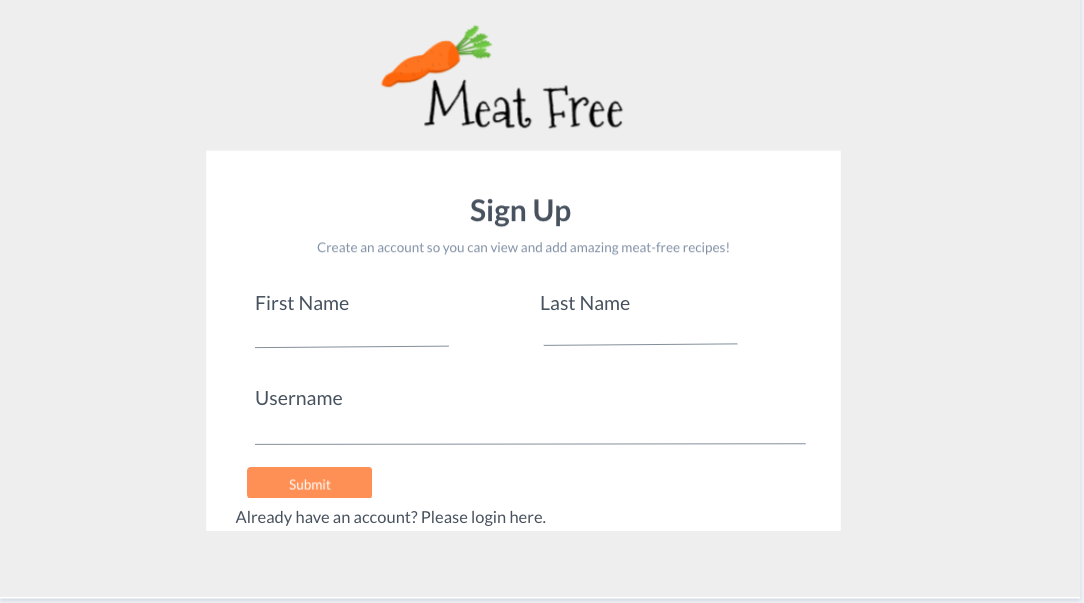 Meat Free
Sign Up
Create an account so you can view and add amazing meat-free recipes!
First Name
Last Name
Username
Submit
Already have an account? Please login here.